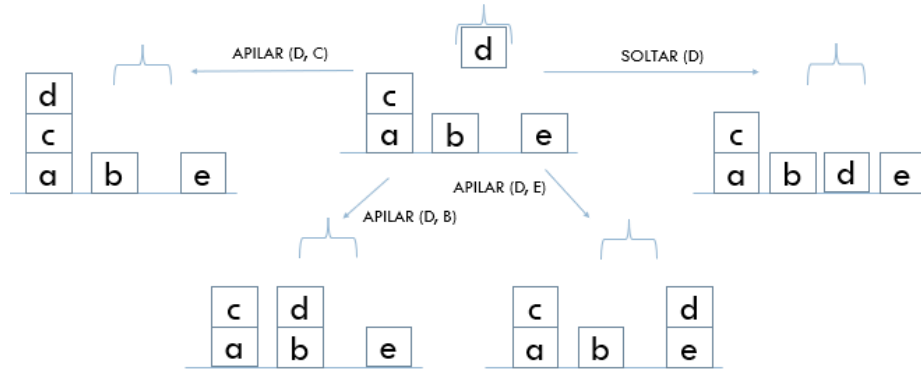 d
APILAR (D, C)
SOLTAR (D)
d
c
a b e
c
a b e
c
a b d e
APILAR (D, E)
APILAR (D, B)
c d
a b e
c d
a b e